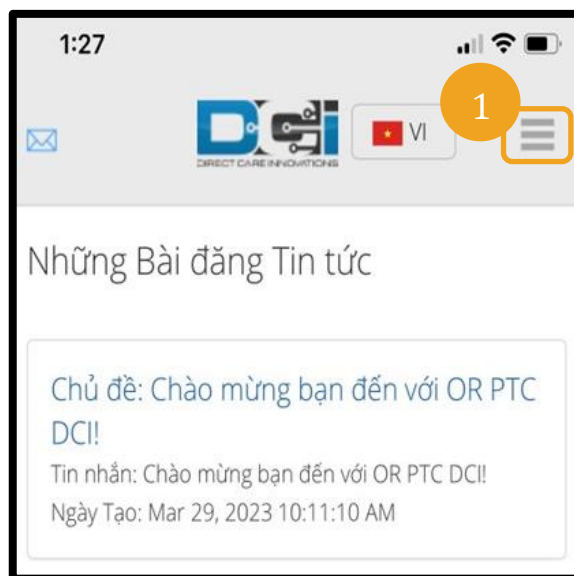 1:27
DCI
DIRECT CARE INNOVATIONS
VI
1
Những Bài đăng Tin tức
Chủ đề: Chào mừng bạn đến với OR PTC
DCI!
Tin nhắn: Chào mừng bạn đến với OR PTC DCI!
Ngày Tạo: Mar 29, 2023 10:11:10 AM